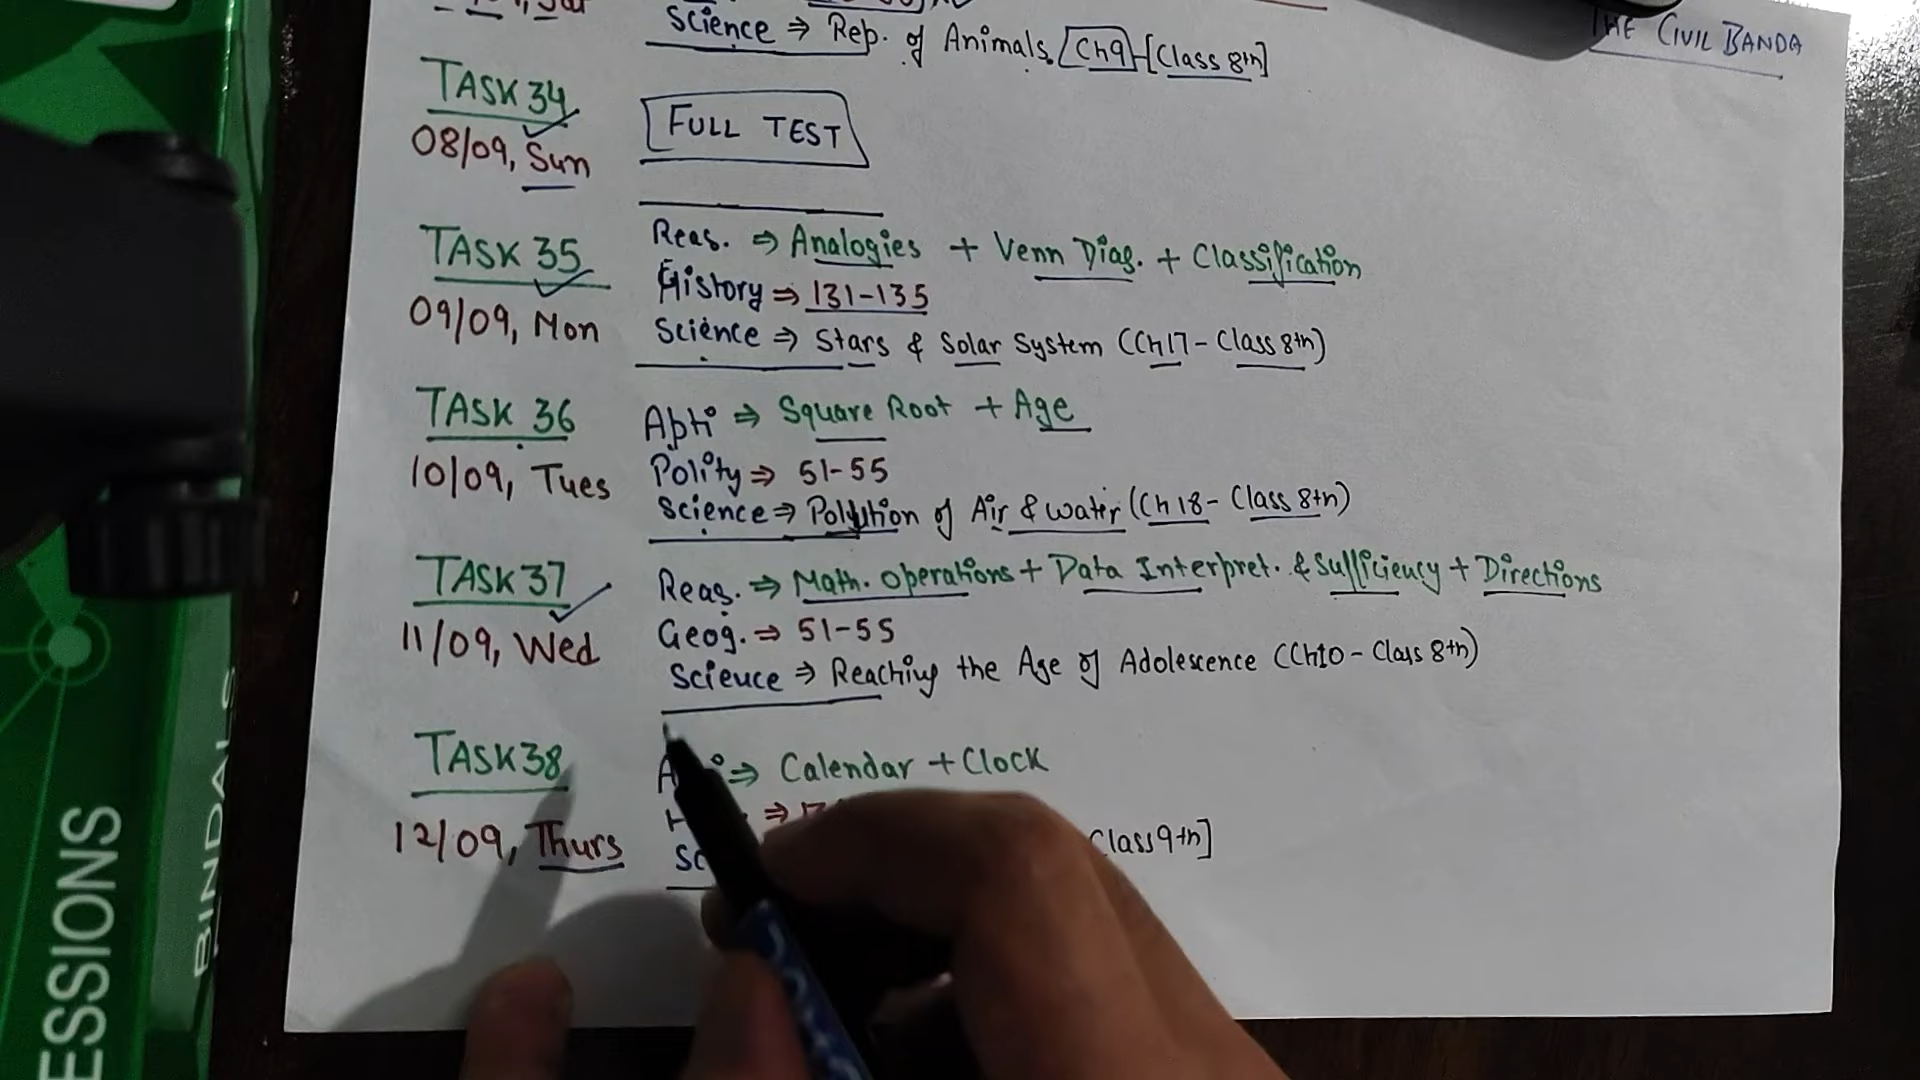 Science ⇒ Rep. of Animals. Ch9 - [Class 8th]
THE CIVIL BANDA
TASK 34
08/09, Sun
FULL TEST
TASK 35
09/09, Mon
Reas. ⇒ Analogies + Venn Diag. + Classification
History ⇒ 131-135
Science ⇒ Stars & Solar System (Ch17 - Class 8th)
TASK 36
10/09, Tues
Apti ⇒ Square Root + Age
Polity ⇒ 51-55
Science ⇒ Pollution of Air & Water (Ch 18 - Class 8th)
TASK 37
11/09, Wed
Reas. ⇒ Math. Operations + Data Interpret. & Sufficiency + Directions
Geog. ⇒ 51-55
Science ⇒ Reaching the Age of Adolescence (Ch10 - Class 8th)
TASK 38
12/09, Thurs
⇒ Calendar + Clock
Class 9th]
ESSIONS
BINDALS